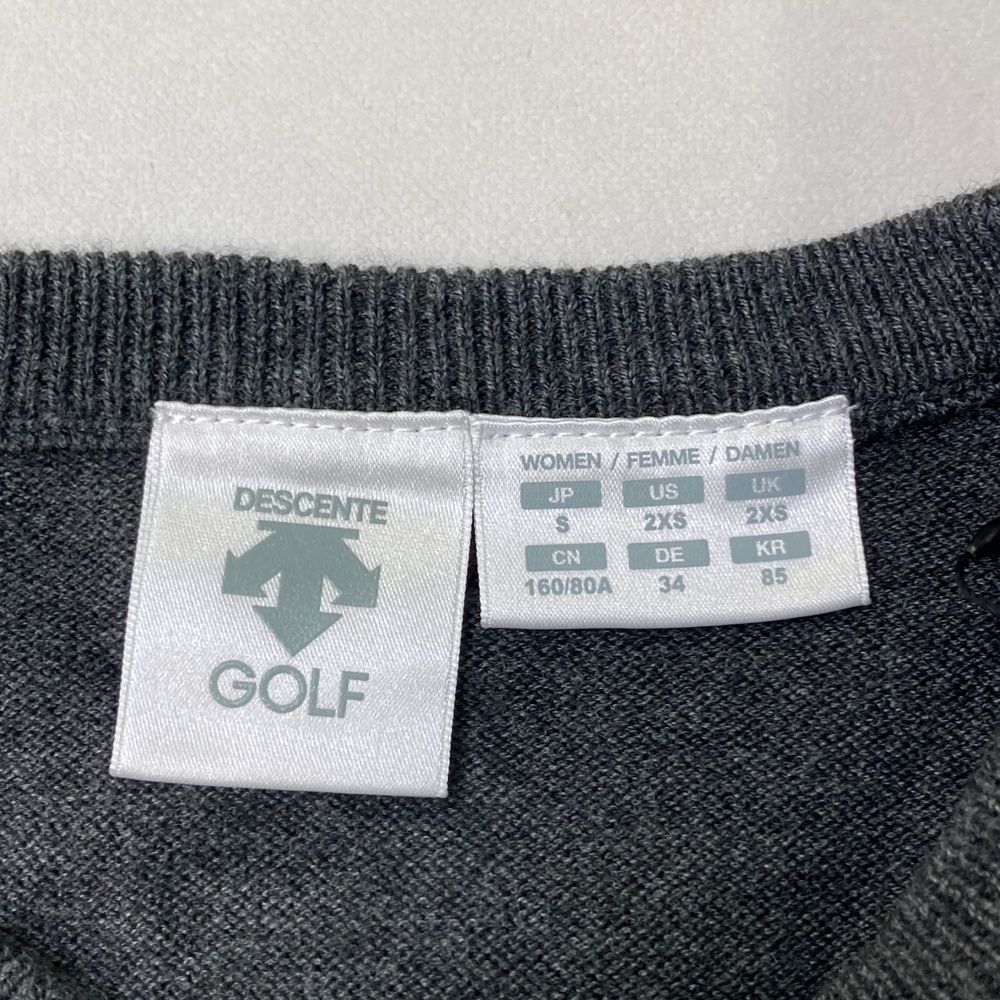 DESCENTE
GOLF
WOMEN / FEMME / DAMEN
JP US UK
S 2XS 2XS
CN DE KR
160/80A 34 85